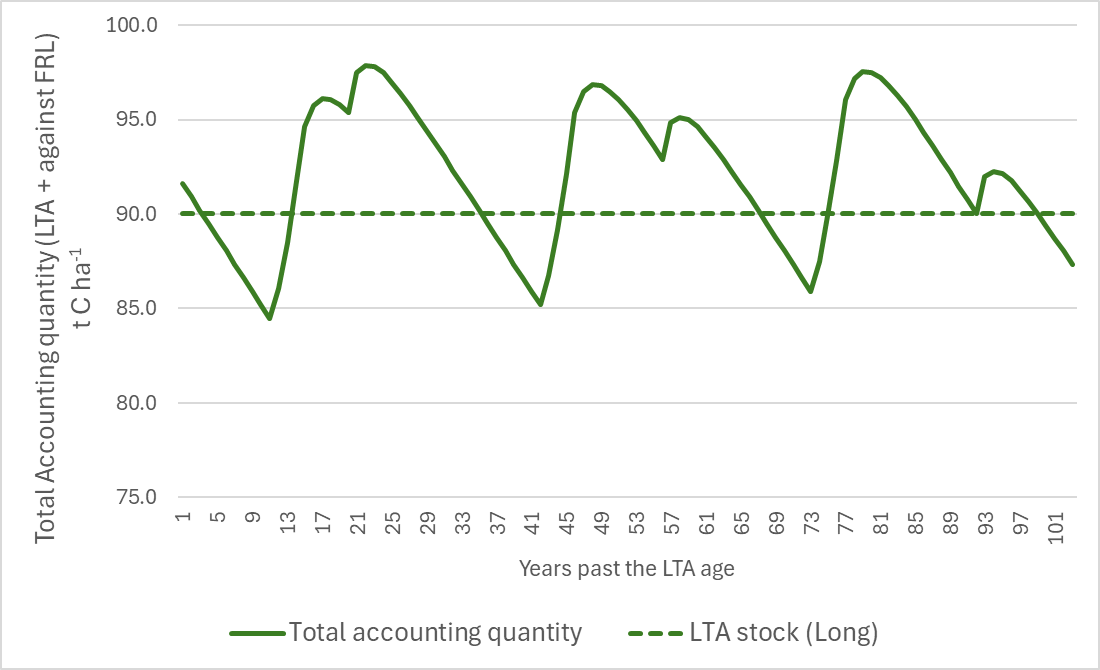 Total Accounting quantity (LTA + against FRL)
t C ha-1
100.0
95.0
90.0
85.0
80.0
75.0
1 5 9 13 17 21 25 29 33 37 41 45 49 53 57 61 65 69 73 77 81 85 89 93 97 101
Years past the LTA age
Total accounting quantity LTA stock (Long)